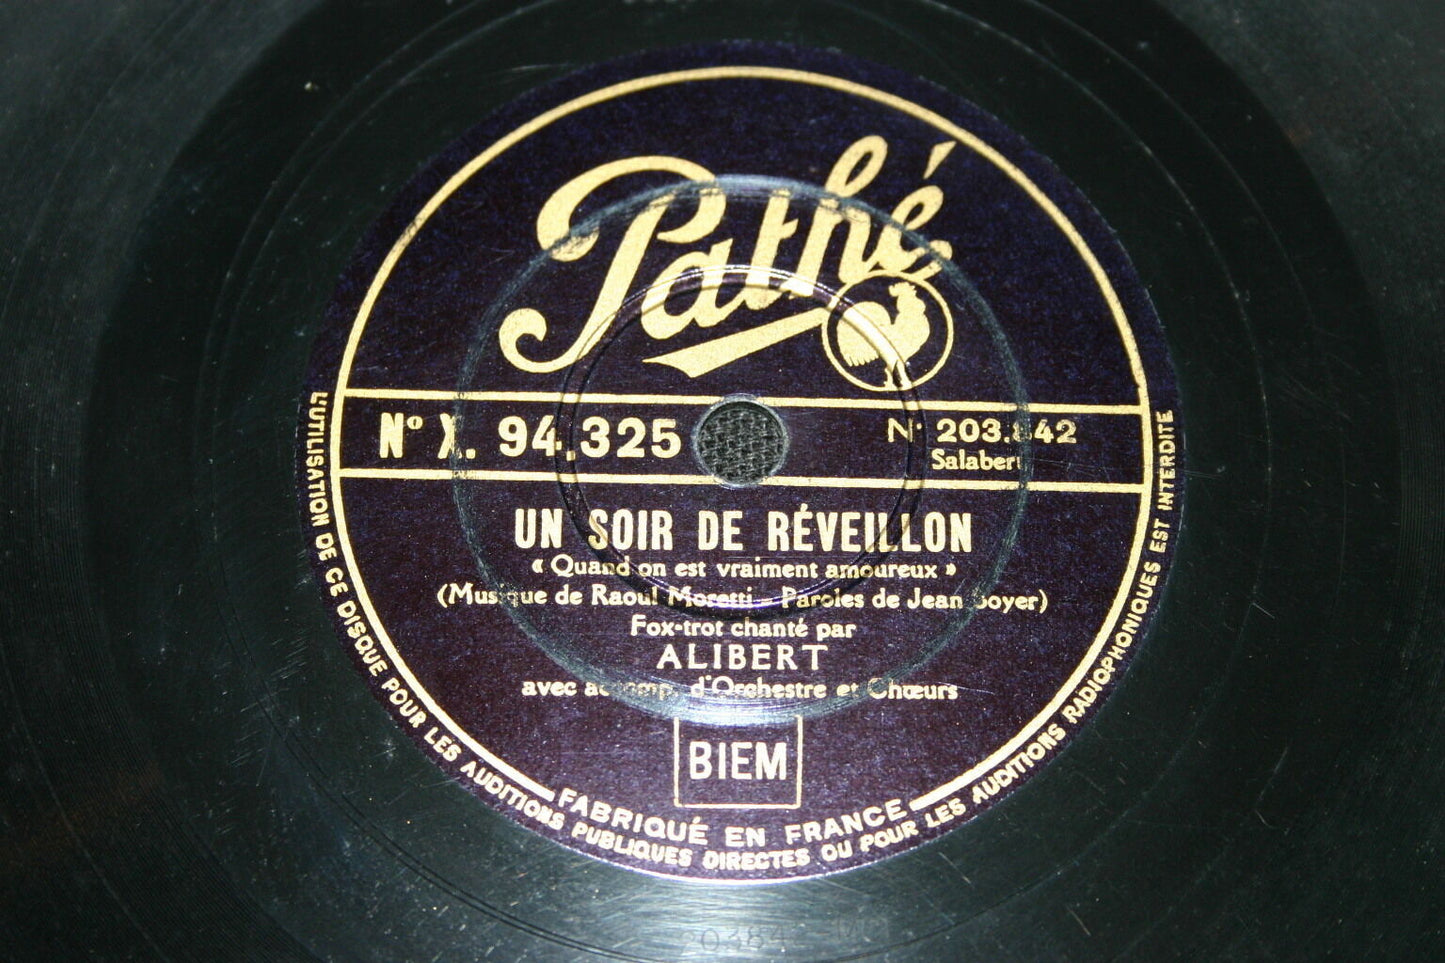 Pathé
Nº X. 94.325
Nº 203.842
Salabert
UN SOIR DE RÉVEILLON
« Quand on est vraiment amoureux »
(Musique de Raoul Moretti - Paroles de Jean Boyer)
Fox-trot chanté par
ALIBERT
avec accomp. d'Orchestre et Chœurs
BIEM
FABRIQUÉ EN FRANCE
L'UTILISATION DE CE DISQUE POUR LES AUDITIONS PUBLIQUES DIRECTES OU POUR LES AUDITIONS RADIOPHONIQUES EST INTERDITE